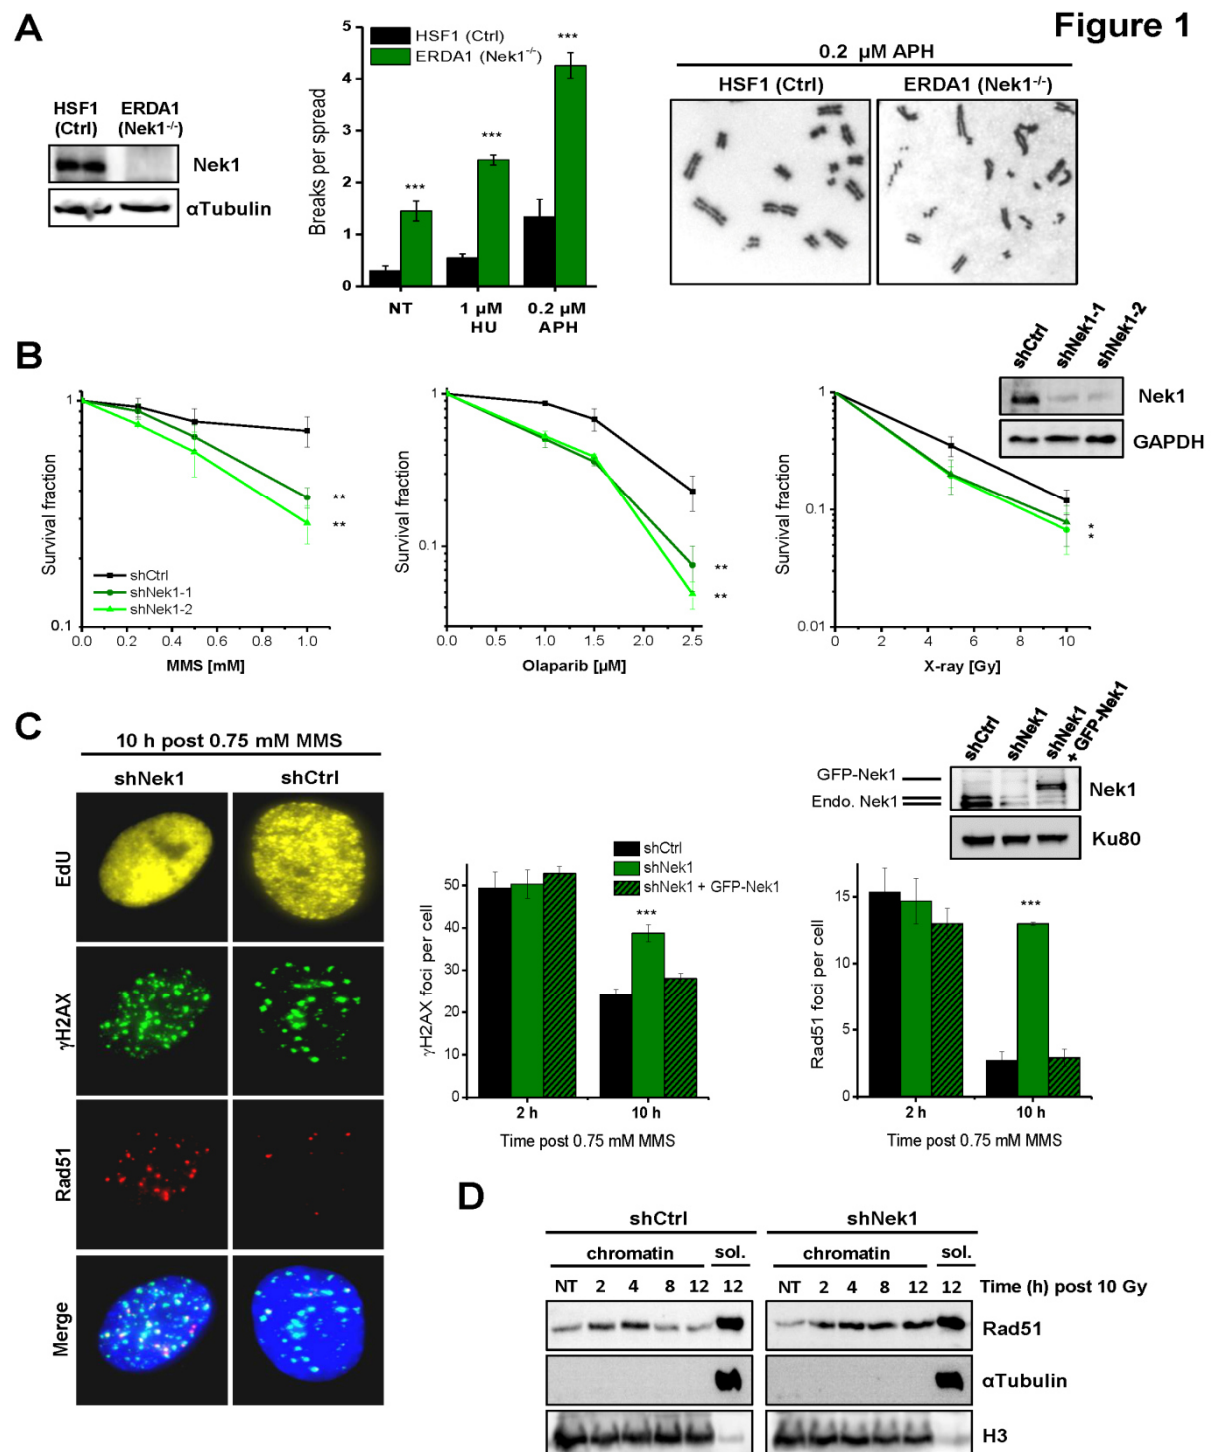 Figure 1
A
HSF1 (Ctrl)
ERDA1 (Nek1-/-)
Nek1
αTubulin
HSF1 (Ctrl)
ERDA1 (Nek1-/-)
Breaks per spread
5
4
3
2
1
0
***
***
***
NT
1 µM HU
0.2 µM APH
0.2 µM APH
HSF1 (Ctrl)
ERDA1 (Nek1-/-)
B
Survival fraction
1
0.1
0.0 0.2 0.4 0.6 0.8 1.0
MMS [mM]
shCtrl
shNek1-1
shNek1-2
**
**
Survival fraction
1
0.1
0.0 0.5 1.0 1.5 2.0 2.5
Olaparib [µM]
**
**
Survival fraction
1
0.1
0.01
0 2 4 6 8 10
X-ray [Gy]
*
*
shCtrl
shNek1-1
shNek1-2
Nek1
GAPDH
C
10 h post 0.75 mM MMS
shNek1 shCtrl
EdU
γH2AX
Rad51
Merge
γH2AX foci per cell
50
40
30
20
10
0
shCtrl
shNek1
shNek1 + GFP-Nek1
***
2 h 10 h
Time post 0.75 mM MMS
shCtrl
shNek1
shNek1 + GFP-Nek1
GFP-Nek1
Endo. Nek1
Nek1
Ku80
Rad51 foci per cell
15
10
5
0
***
2 h 10 h
Time post 0.75 mM MMS
D
shCtrl shNek1
chromatin sol. chromatin sol.
NT 2 4 8 12 12 NT 2 4 8 12 12 Time (h) post 10 Gy
Rad51
αTubulin
H3